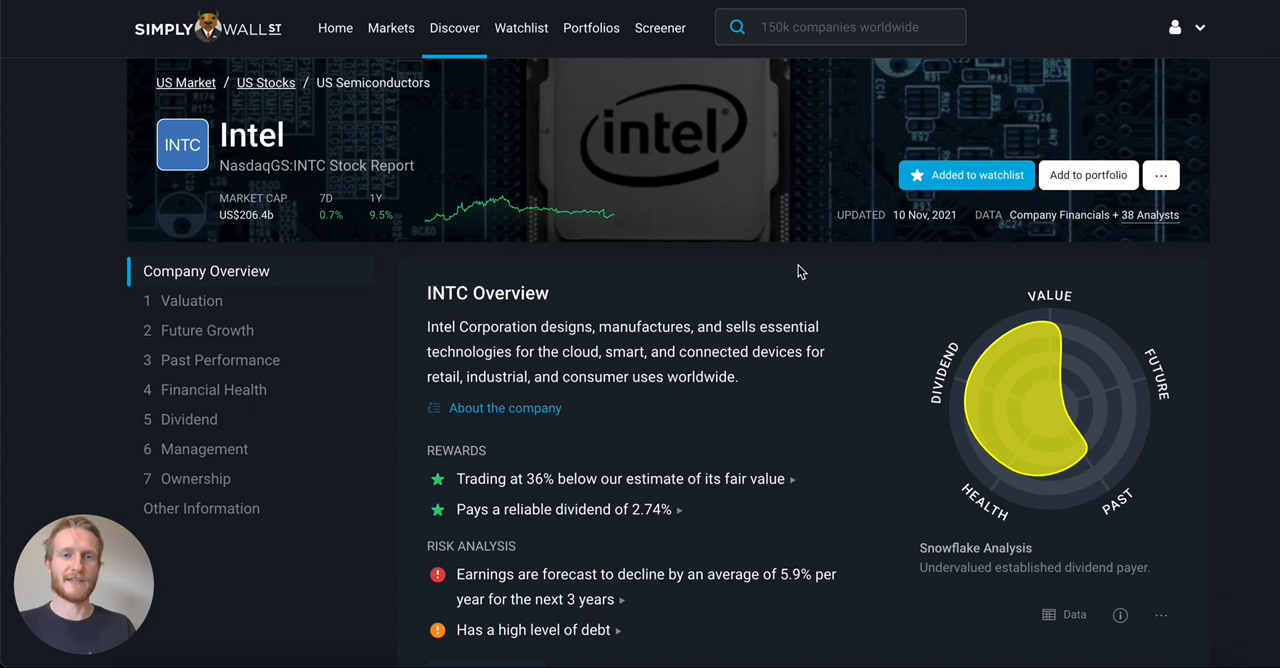 SIMPLY WALL ST
Home
Markets
Discover
Watchlist
Portfolios
Screener
150k companies worldwide
US Market / US Stocks / US Semiconductors
INTC
Intel
NasdaqGS:INTC Stock Report
MARKET CAP
US$206.4b
7D
0.7%
1Y
9.5%
intel
R91
R174
R175
R226
BC80
Added to watchlist
Add to portfolio
...
UPDATED 10 Nov, 2021 DATA Company Financials + 38 Analysts
Company Overview
1 Valuation
2 Future Growth
3 Past Performance
4 Financial Health
5 Dividend
6 Management
7 Ownership
Other Information
INTC Overview
Intel Corporation designs, manufactures, and sells essential
technologies for the cloud, smart, and connected devices for
retail, industrial, and consumer uses worldwide.
About the company
REWARDS
Trading at 36% below our estimate of its fair value
Pays a reliable dividend of 2.74%
RISK ANALYSIS
Earnings are forecast to decline by an average of 5.9% per
year for the next 3 years
Has a high level of debt
VALUE
FUTURE
PAST
HEALTH
DIVIDEND
Snowflake Analysis
Undervalued established dividend payer.
Data
...